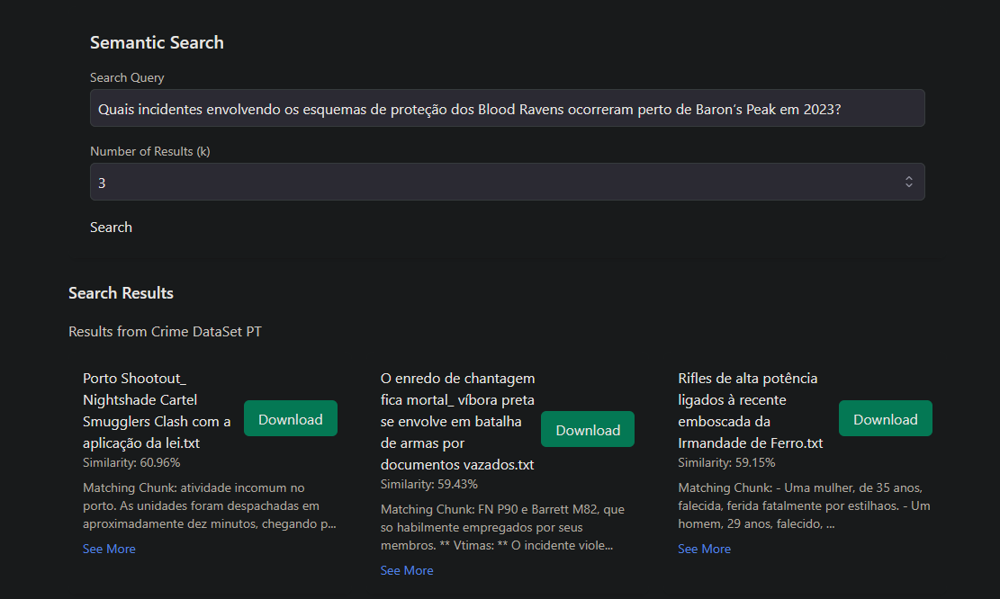 Semantic Search
Search Query
Quais incidentes envolvendo os esquemas de proteção dos Blood Ravens ocorreram perto de Baron's Peak em 2023?
Number of Results (k)
3
Search
Search Results
Results from Crime DataSet PT
Porto Shootout_
Nightshade Cartel
Smugglers Clash com a
aplicação da lei.txt
Download
Similarity: 60.96%
Matching Chunk: atividade incomum no
porto. As unidades foram despachadas em
aproximadamente dez minutos, chegando p...
See More
O enredo de chantagem
fica mortal_ víbora preta
se envolve em batalha
de armas por
documentos vazados.txt
Download
Similarity: 59.43%
Matching Chunk: FN P90 e Barrett M82, que
so habilmente empregados por seus
membros. ** Vtimas: ** O incidente viole...
See More
Rifles de alta potência
ligados à recente
emboscada da
Irmandade de Ferro.txt
Download
Similarity: 59.15%
Matching Chunk: - Uma mulher, de 35 anos,
falecida, ferida fatalmente por estilhaos. - Um
homem, 29 anos, falecido, ...
See More